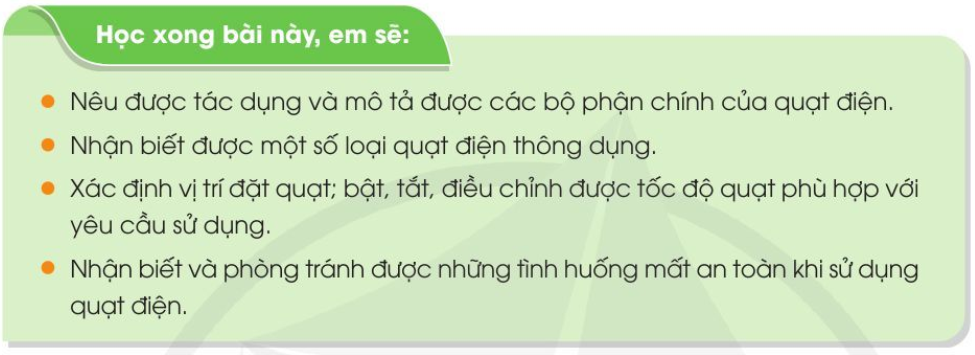 Học xong bài này, em sẽ:
● Nêu được tác dụng và mô tả được các bộ phận chính của quạt điện.
● Nhận biết được một số loại quạt điện thông dụng.
● Xác định vị trí đặt quạt; bật, tắt, điều chỉnh được tốc độ quạt phù hợp với
yêu cầu sử dụng.
● Nhận biết và phòng tránh được những tình huống mất an toàn khi sử dụng
quạt điện.